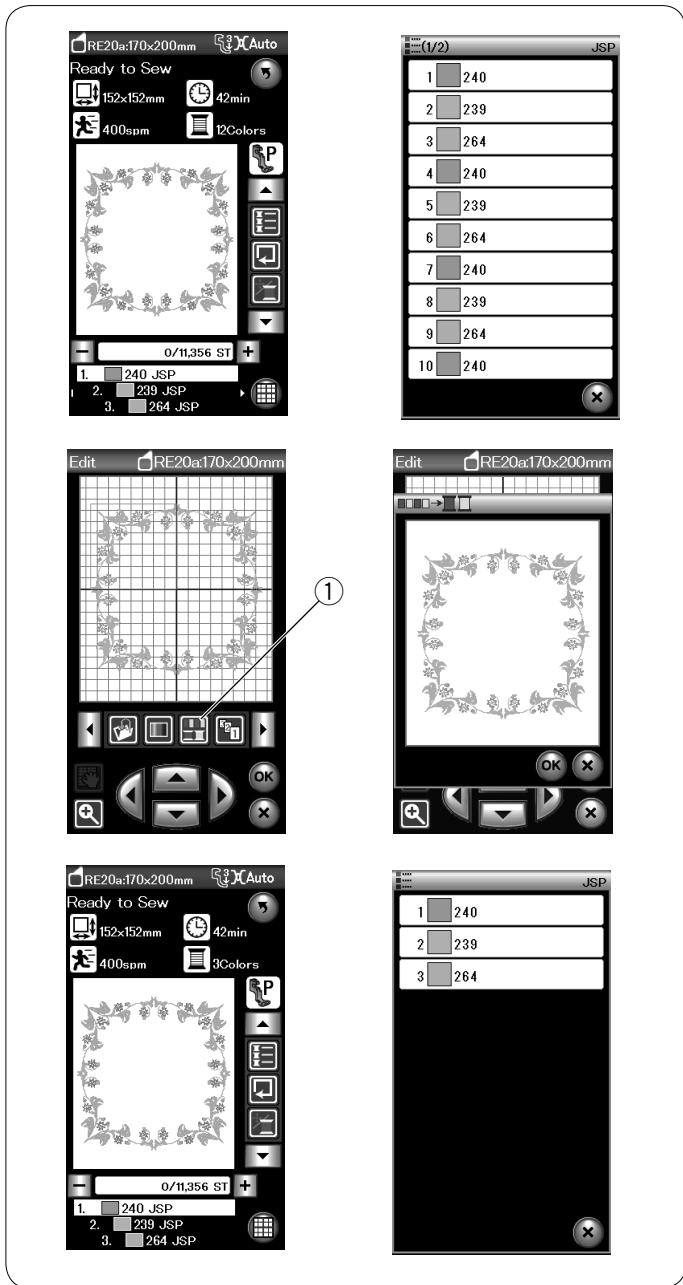 RE20a:170x200mm Auto
Ready to Sew
152x152mm 42min
400spm 12Colors
P
0/11,356 ST
1. 240 JSP
2. 239 JSP
3. 264 JSP
(1/2) JSP
1 240
2 239
3 264
4 240
5 239
6 264
7 240
8 239
9 264
10 240
Edit RE20a:170x200mm
OK
1
Edit RE20a:170x200mm
OK
RE20a:170x200mm Auto
Ready to Sew
152x152mm 42min
400spm 3Colors
P
0/11,356 ST
1. 240 JSP
2. 239 JSP
3. 264 JSP
JSP
1 240
2 239
3 264